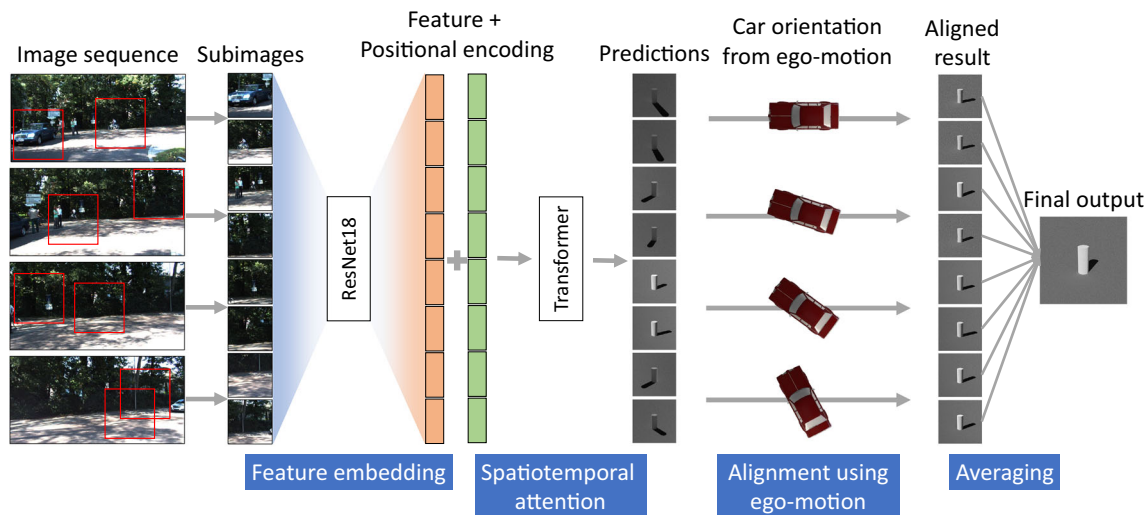 Image sequence
Subimages
Feature +
Positional encoding
Predictions
Car orientation
from ego-motion
Aligned
result
Final output
ResNet18
Transformer
Feature embedding
Spatiotemporal
attention
Alignment using
ego-motion
Averaging